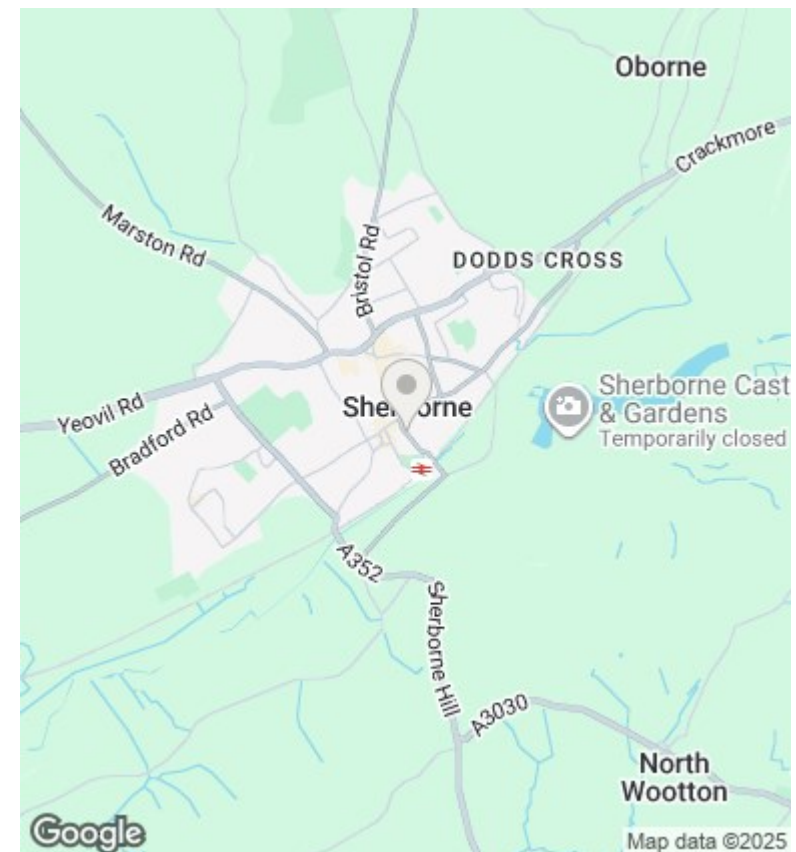 Oborne
Crackmore
Marston Rd
Bristol Rd
DODDS CROSS
Sherborne Cast
& Gardens
Temporarily closed
Sherborne
Yeovil Rd
Bradford Rd
A352
Sherborne Hill
A3030
North
Wootton
Google
Map data ©2025